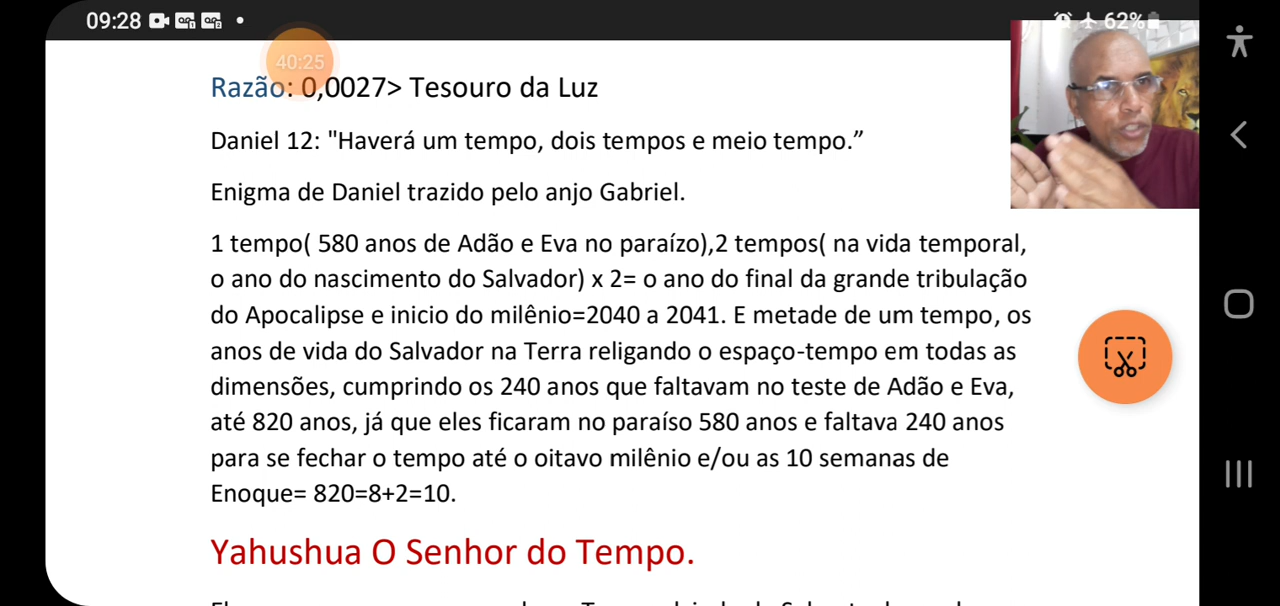 09:28
62%
40:25
Razão: 0,0027> Tesouro da Luz
Daniel 12: "Haverá um tempo, dois tempos e meio tempo.”
Enigma de Daniel trazido pelo anjo Gabriel.
1 tempo( 580 anos de Adão e Eva no paraízo),2 tempos( na vida temporal,
o ano do nascimento do Salvador) x 2= o ano do final da grande tribulação
do Apocalipse e inicio do milênio=2040 a 2041. E metade de um tempo, os
anos de vida do Salvador na Terra religando o espaço-tempo em todas as
dimensões, cumprindo os 240 anos que faltavam no teste de Adão e Eva,
até 820 anos, já que eles ficaram no paraíso 580 anos e faltava 240 anos
para se fechar o tempo até o oitavo milênio e/ou as 10 semanas de
Enoque= 820=8+2=10.
Yahushua O Senhor do Tempo.